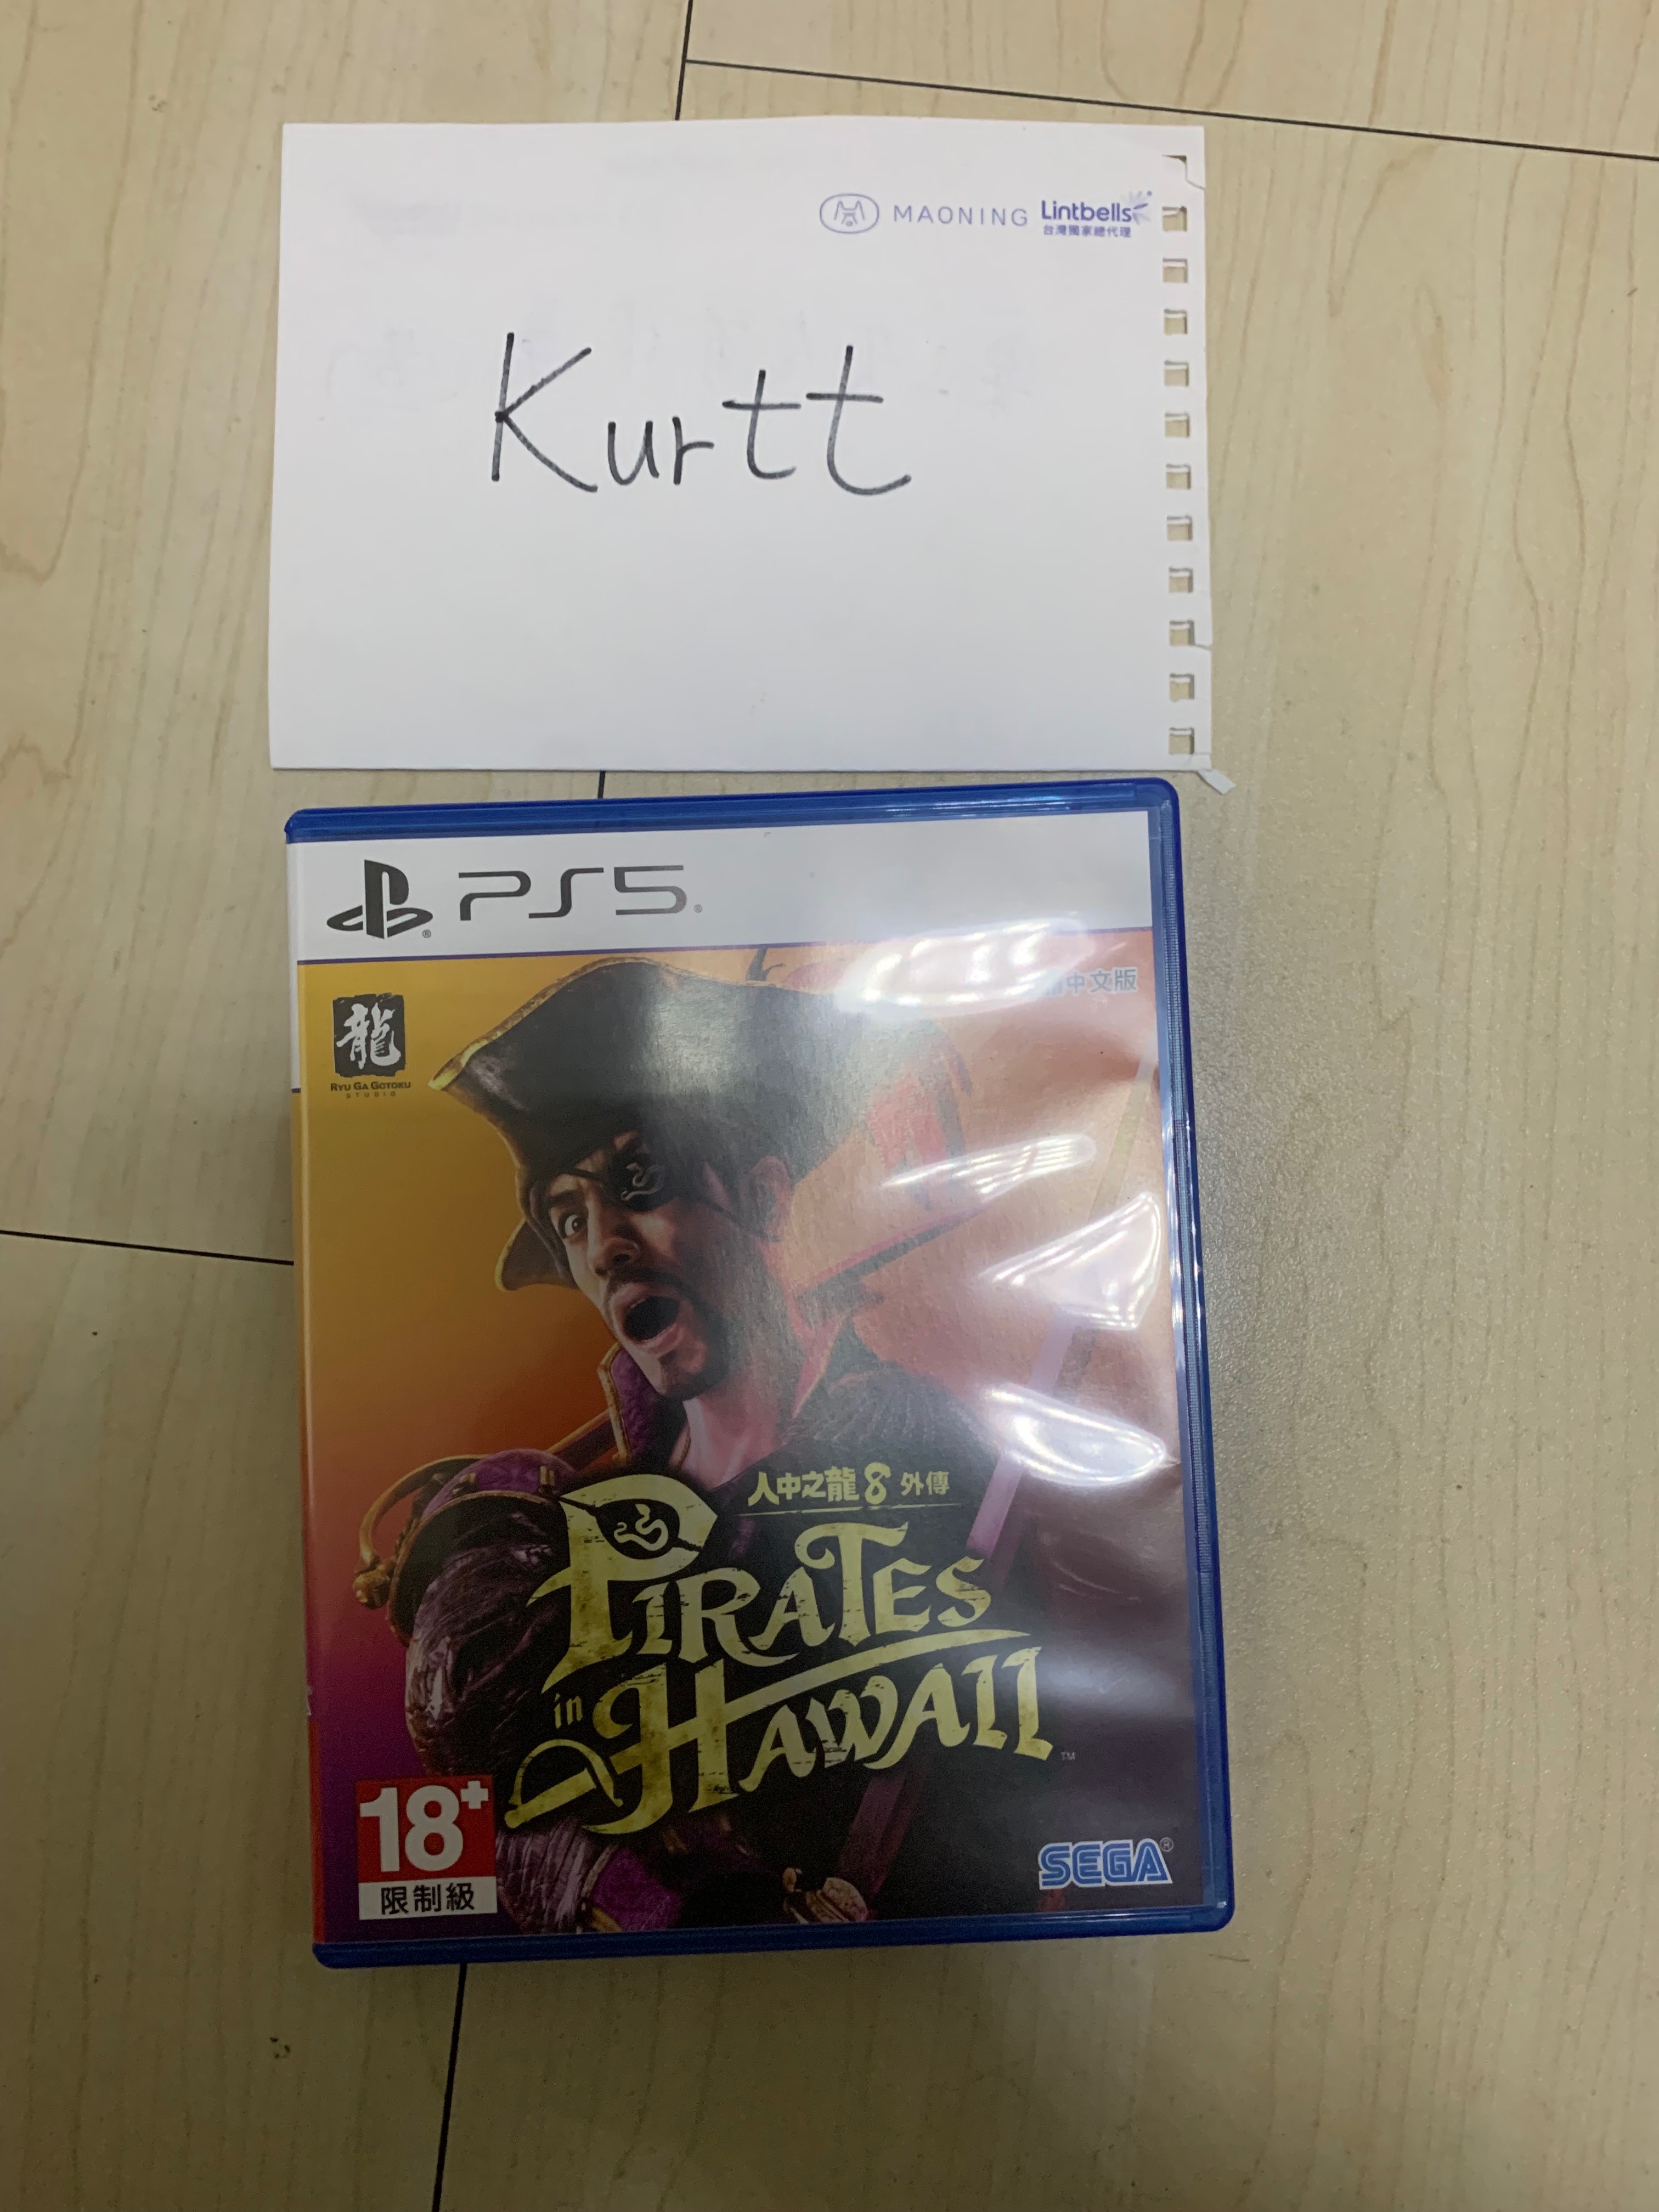 MAONING Lintbells
台灣獨家總代理
Kurtt
PS5
中文版
龍
RYU GA GOTOKU
STUDIO
人中之龍8 外傳
PIRATES
in HAWAII™
18+
限制級
SEGA®